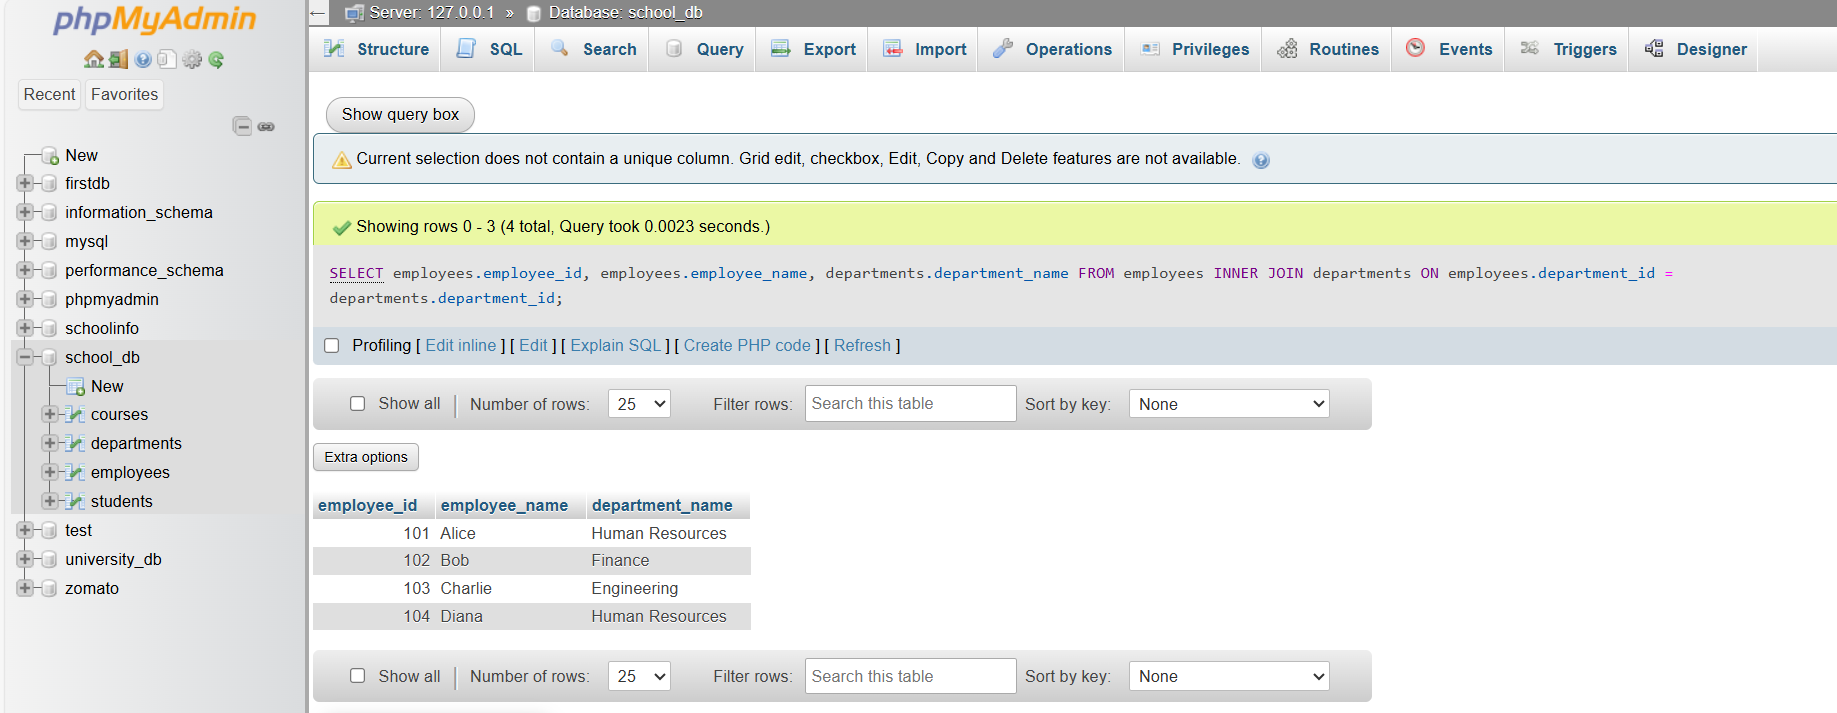 phpMyAdmin
Recent
Favorites
New
firstdb
information_schema
mysql
performance_schema
phpmyadmin
schoolinfo
school_db
New
courses
departments
employees
students
test
university_db
zomato
← Server: 127.0.0.1 » Database: school_db
Structure SQL Search Query Export Import Operations Privileges Routines Events Triggers Designer
Show query box
Current selection does not contain a unique column. Grid edit, checkbox, Edit, Copy and Delete features are not available.
Showing rows 0 - 3 (4 total, Query took 0.0023 seconds.)
SELECT employees.employee_id, employees.employee_name, departments.department_name FROM employees INNER JOIN departments ON employees.department_id =
departments.department_id;
Profiling [ Edit inline ] [ Edit ] [ Explain SQL ] [ Create PHP code ] [ Refresh ]
Show all | Number of rows: 25 Filter rows: Search this table Sort by key: None
Extra options
employee_id employee_name department_name
101 Alice Human Resources
102 Bob Finance
103 Charlie Engineering
104 Diana Human Resources
Show all | Number of rows: 25 Filter rows: Search this table Sort by key: None